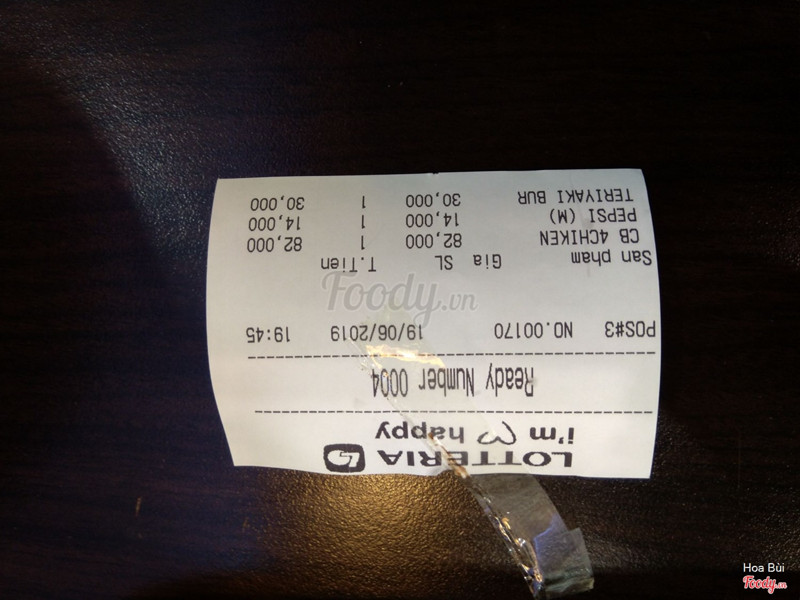 LOTTERIA
i'm happy
Ready Number 0004
POS#3 NO.00170 19/06/2019 19:45
San pham Gia SL T.Tien
CB 4CHIKEN 82,000 1 82,000
PEPSI (M) 14,000 1 14,000
TERIYAKI BUR 30,000 1 30,000
Foody.vn
Hoa Bùi
Foody.vn